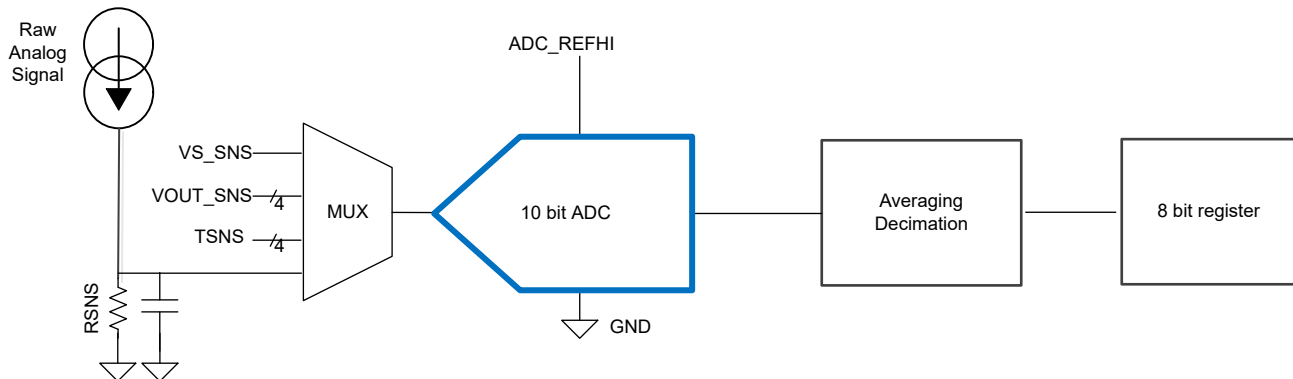 Raw
Analog
Signal
ADC_REFHI
VS_SNS
VOUT_SNS
4
TSNS
4
MUX
10 bit ADC
Averaging
Decimation
8 bit register
RSNS
GND